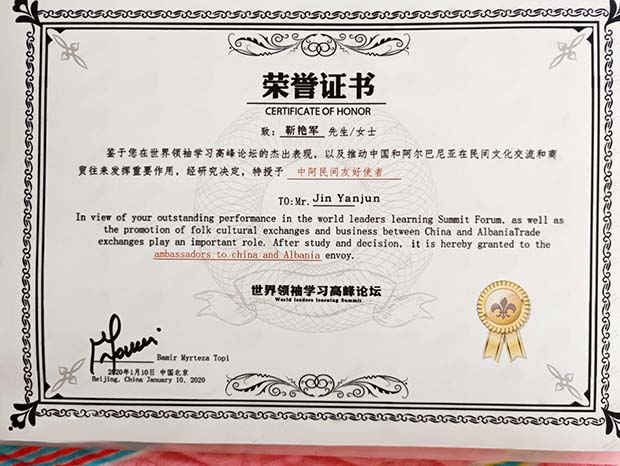 荣誉证书
CERTIFICATE OF HONOR
致: 靳艳军 先生/女士
鉴于您在世界领袖学习高峰论坛的杰出表现,以及推动中国和阿尔巴尼亚在民间文化交流和商
贸往来发挥重要作用,经研究决定,特授予 中阿民间友好使者
TO:Mr. Jin Yanjun
In view of your outstanding performance in the world leaders learning Summit Forum, as well as
the promotion of folk cultural exchanges and business between China and AlbaniaTrade
exchanges play an important role. After study and decision, it is hereby granted to the
ambassadors to china and Albania envoy.
世界领袖学习高峰论坛
World leaders learning Summit
Bamir Myrteza Topi
2020年1月10日 中国北京
Beijing, China January 10, 2020